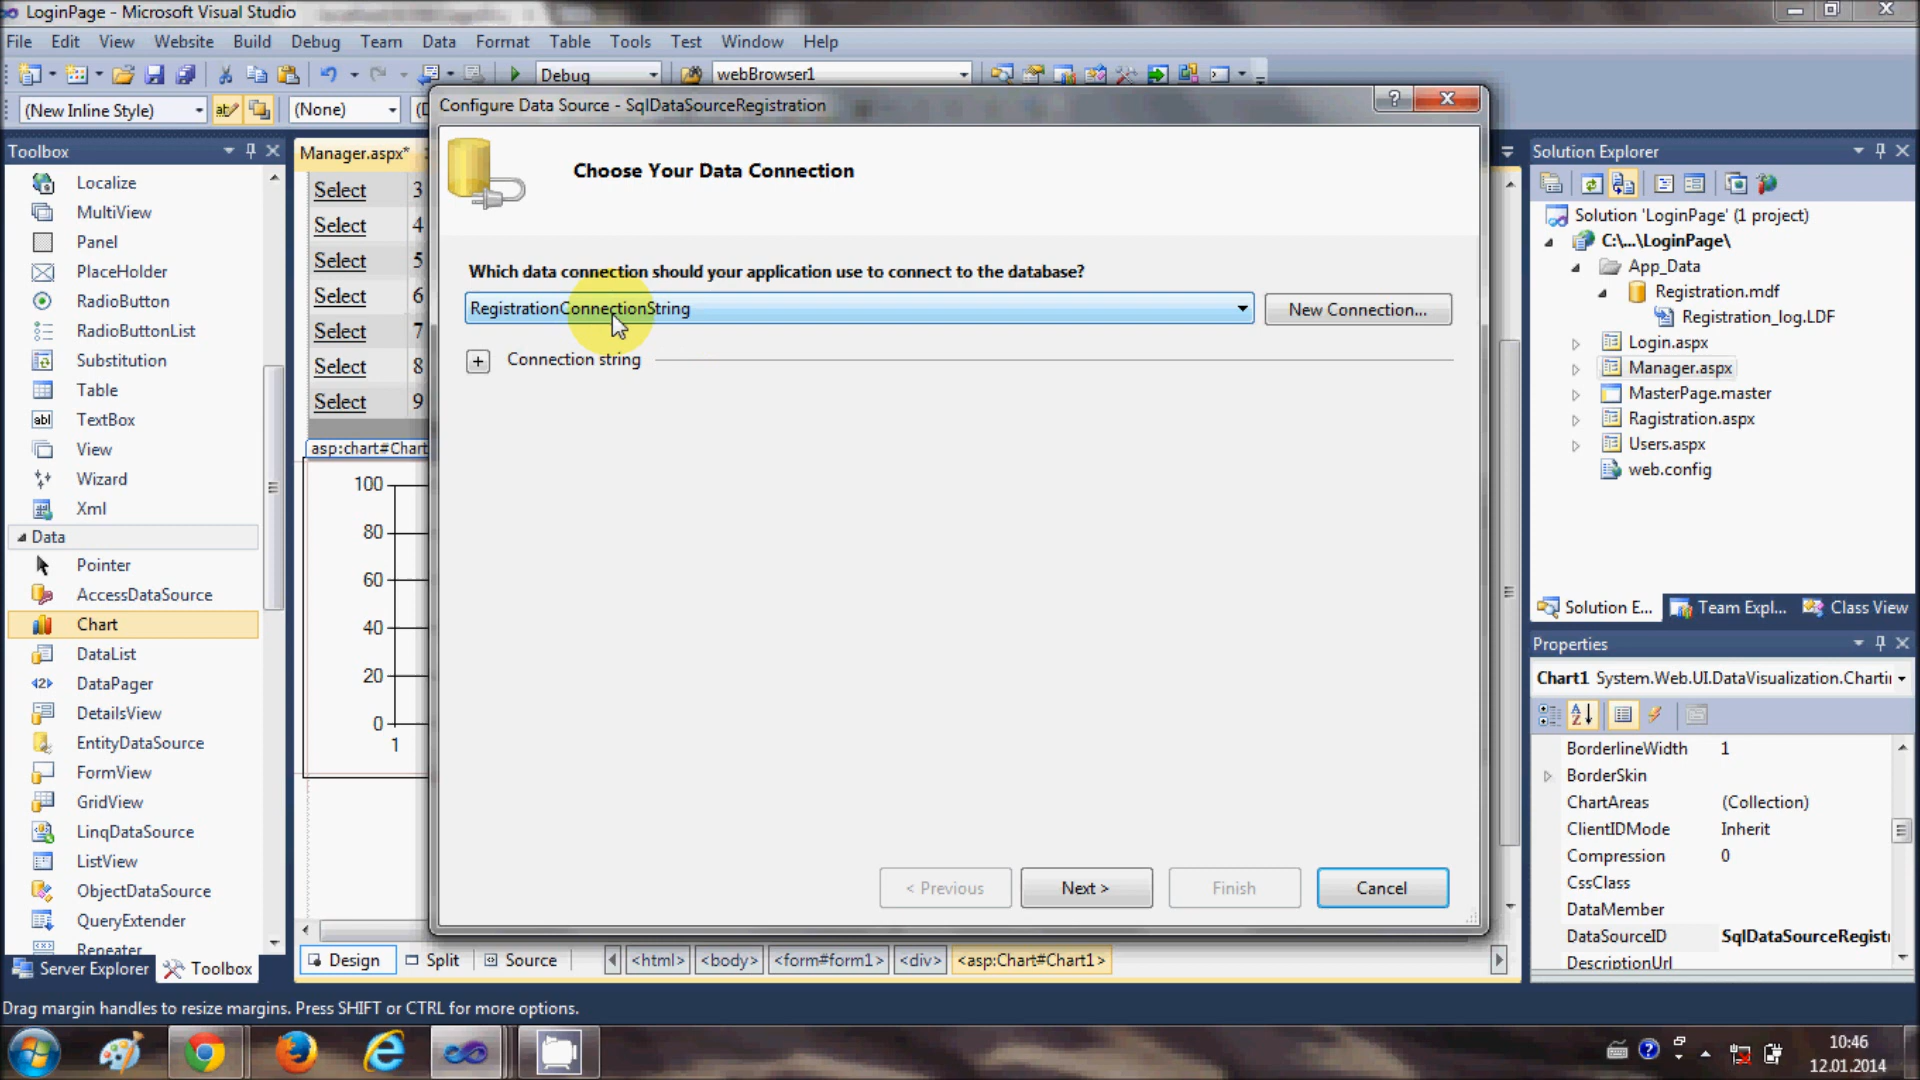 LoginPage - Microsoft Visual Studio
File Edit View Website Build Debug Team Data Format Table Tools Test Window Help
Debug
webBrowser1
(New Inline Style)
(None)
Toolbox
Localize
MultiView
Panel
PlaceHolder
RadioButton
RadioButtonList
Substitution
Table
TextBox
View
Wizard
Xml
Data
Pointer
AccessDataSource
Chart
DataList
DataPager
DetailsView
EntityDataSource
FormView
GridView
LinqDataSource
ListView
ObjectDataSource
QueryExtender
Repeater
Server Explorer
Toolbox
Manager.aspx*
Select 3
Select 4
Select 5
Select 6
Select 7
Select 8
Select 9
asp:chart#Chart
100
80
60
40
20
0
1
Configure Data Source - SqlDataSourceRegistration
Choose Your Data Connection
Which data connection should your application use to connect to the database?
RegistrationConnectionString
New Connection...
+ Connection string
< Previous
Next >
Finish
Cancel
Design
Split
Source
<html> <body> <form#form1> <div> <asp:Chart#Chart1>
Solution Explorer
Solution 'LoginPage' (1 project)
C:\...\LoginPage\
App_Data
Registration.mdf
Registration_log.LDF
Login.aspx
Manager.aspx
MasterPage.master
Ragistration.aspx
Users.aspx
web.config
Solution E...
Team Expl...
Class View
Properties
Chart1 System.Web.UI.DataVisualization.Charti
BorderlineWidth 1
BorderSkin
ChartAreas (Collection)
ClientIDMode Inherit
Compression 0
CssClass
DataMember
DataSourceID SqlDataSourceRegistr
DescriptionUrl
Drag margin handles to resize margins. Press SHIFT or CTRL for more options.
10:46
12.01.2014